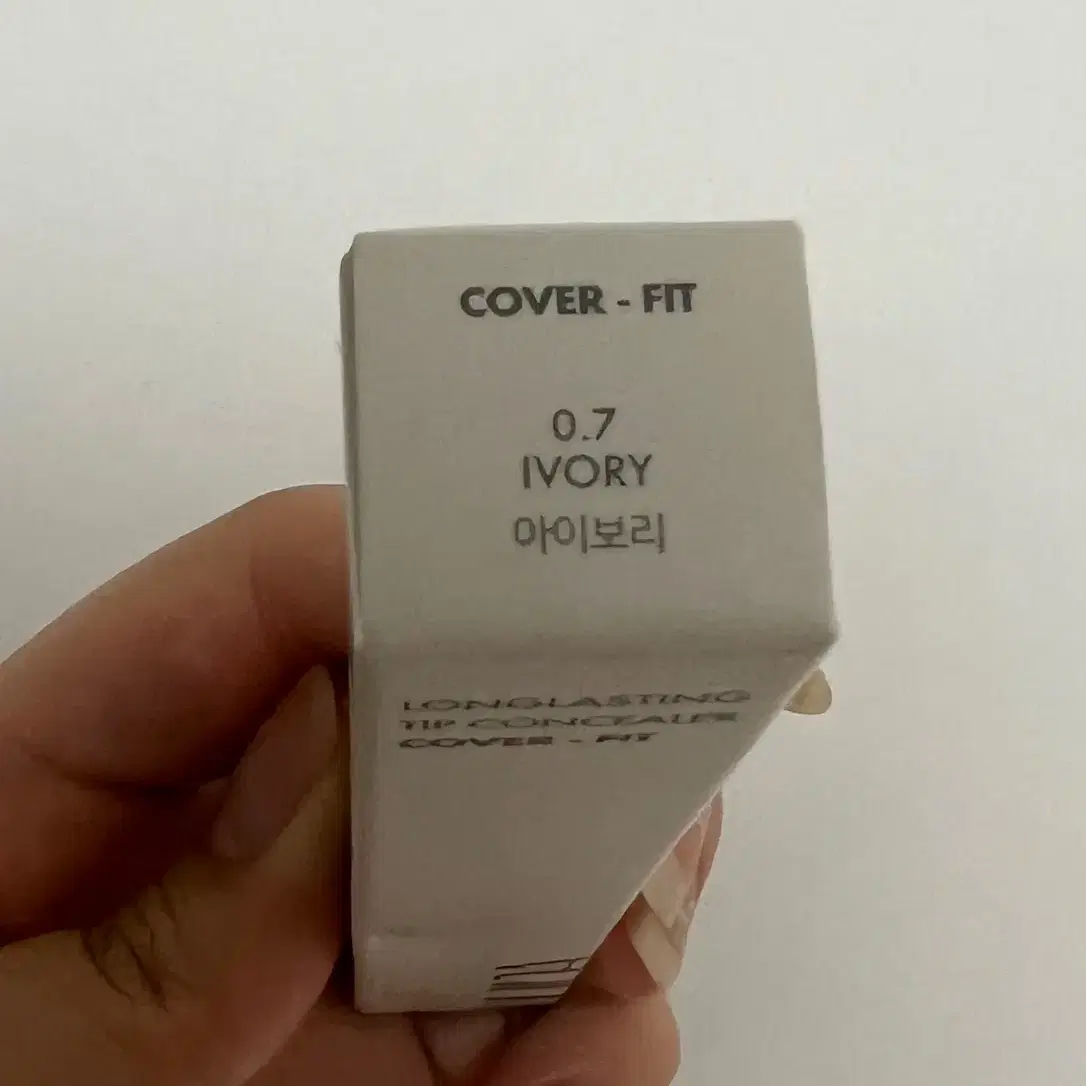 COVER - FIT
0.7
IVORY
아이보리
LONGLASTING
TIP CONCEALER
COVER - FIT